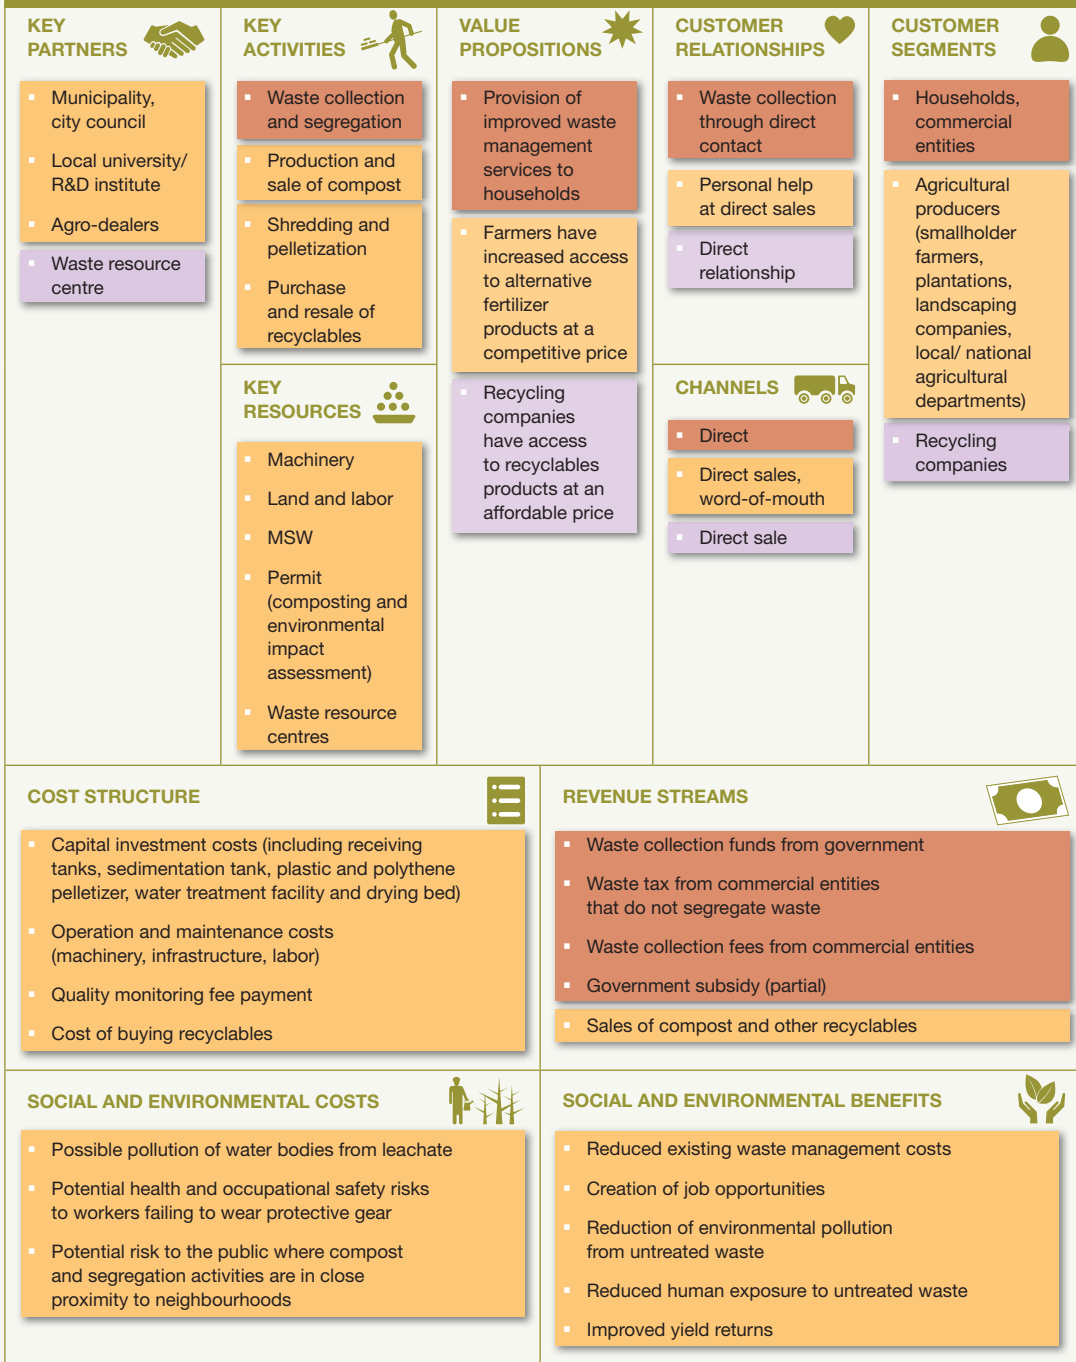 KEY
PARTNERS
Municipality,
city council
Local university/
R&D institute
Agro-dealers
Waste resource
centre
KEY
ACTIVITIES
Waste collection
and segregation
Production and
sale of compost
Shredding and
pelletization
Purchase
and resale of
recyclables
KEY
RESOURCES
Machinery
Land and labor
MSW
Permit
(composting and
environmental
impact
assessment)
Waste resource
centres
VALUE
PROPOSITIONS
Provision of
improved waste
management
services to
households
Farmers have
increased access
to alternative
fertilizer
products at a
competitive price
Recycling
companies
have access
to recyclables
products at an
affordable price
CUSTOMER
RELATIONSHIPS
Waste collection
through direct
contact
Personal help
at direct sales
Direct
relationship
CHANNELS
Direct
Direct sales,
word-of-mouth
Direct sale
CUSTOMER
SEGMENTS
Households,
commercial
entities
Agricultural
producers
(smallholder
farmers,
plantations,
landscaping
companies,
local/ national
agricultural
departments)
Recycling
companies
COST STRUCTURE
Capital investment costs (including receiving
tanks, sedimentation tank, plastic and polythene
pelletizer, water treatment facility and drying bed)
Operation and maintenance costs
(machinery, infrastructure, labor)
Quality monitoring fee payment
Cost of buying recyclables
REVENUE STREAMS
Waste collection funds from government
Waste tax from commercial entities
that do not segregate waste
Waste collection fees from commercial entities
Government subsidy (partial)
Sales of compost and other recyclables
SOCIAL AND ENVIRONMENTAL COSTS
Possible pollution of water bodies from leachate
Potential health and occupational safety risks
to workers failing to wear protective gear
Potential risk to the public where compost
and segregation activities are in close
proximity to neighbourhoods
SOCIAL AND ENVIRONMENTAL BENEFITS
Reduced existing waste management costs
Creation of job opportunities
Reduction of environmental pollution
from untreated waste
Reduced human exposure to untreated waste
Improved yield returns